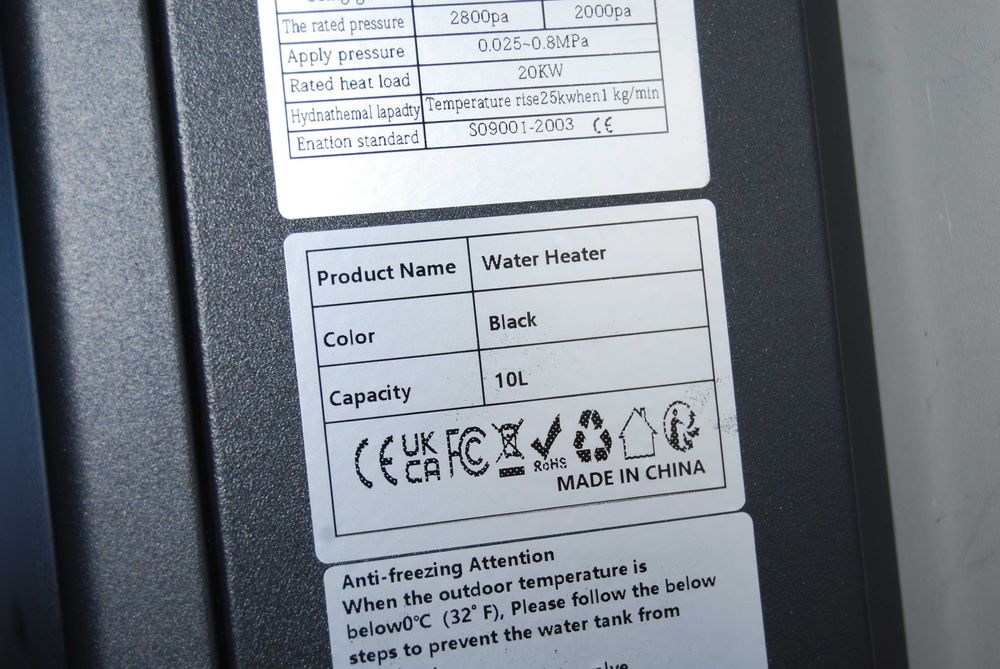 The rated pressure 2800pa 2000pa
Apply pressure 0.025~0.8MPa
Rated heat load 20KW
Hydnathemal lapadty Temperature rise25kwhen1 kg/min
Enation standard S09001-2003 CE
Product Name Water Heater
Color Black
Capacity 10L
CE UK CA FC RoHS
MADE IN CHINA
Anti-freezing Attention
When the outdoor temperature is
below0℃ (32°F), Please follow the below
steps to prevent the water tank from